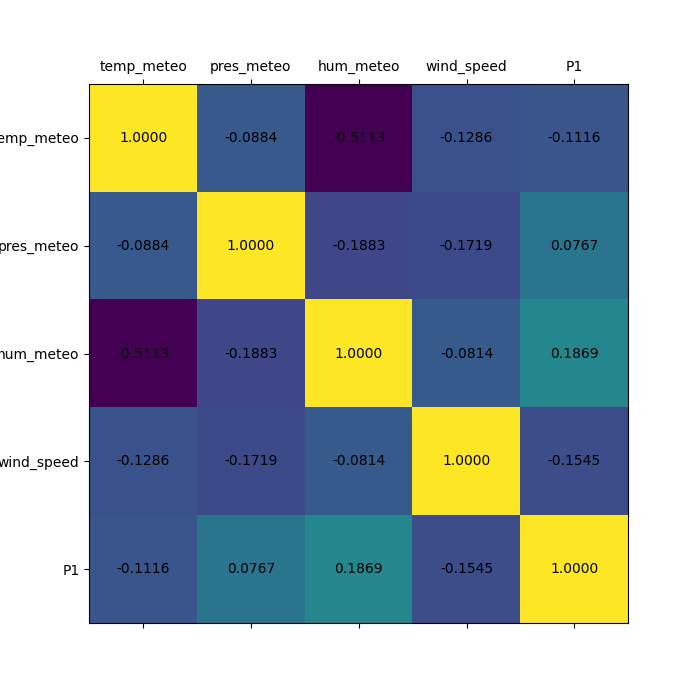 temp_meteo pres_meteo hum_meteo wind_speed P1
emp_meteo 1.0000 -0.0884 -0.5113 -0.1286 -0.1116
pres_meteo -0.0884 1.0000 -0.1883 -0.1719 0.0767
hum_meteo -0.5113 -0.1883 1.0000 -0.0814 0.1869
wind_speed -0.1286 -0.1719 -0.0814 1.0000 -0.1545
P1 -0.1116 0.0767 0.1869 -0.1545 1.0000